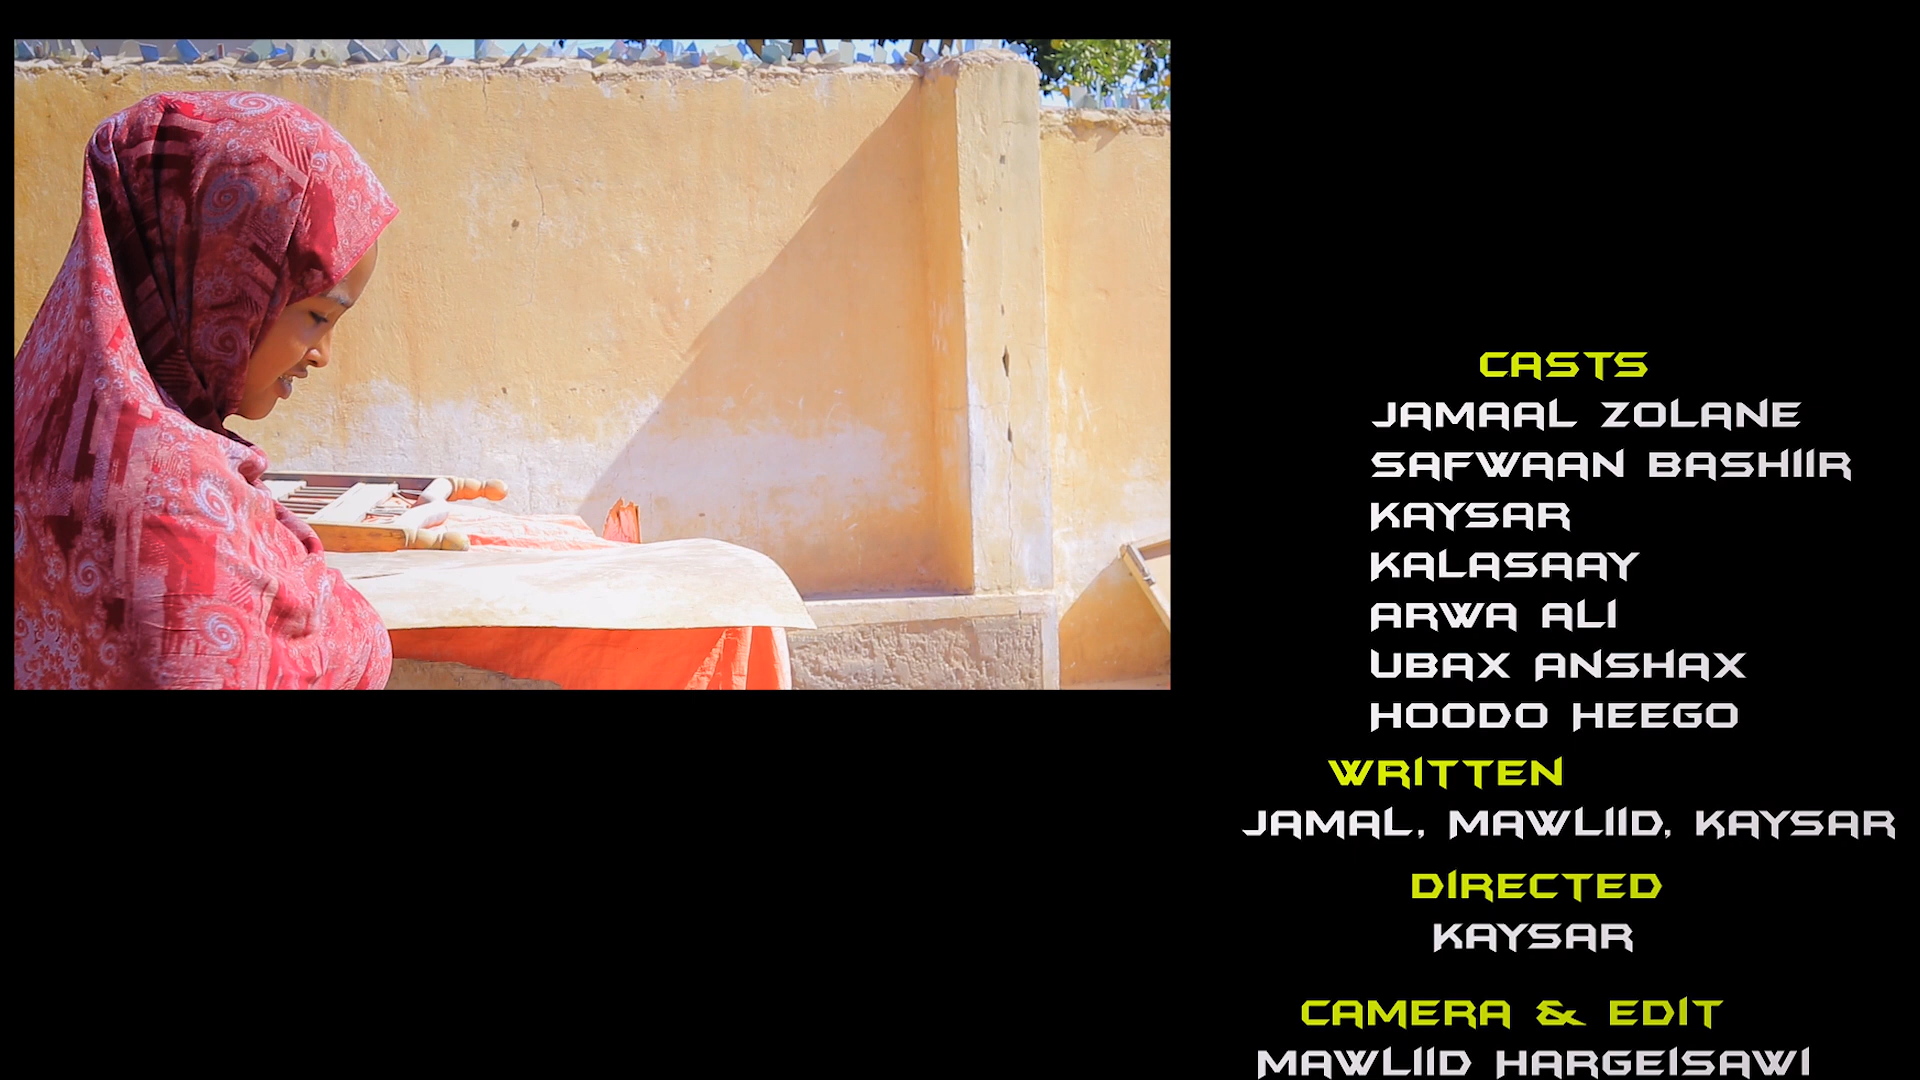 CASTS
JAMAAL ZOLANE
SAFWAAN BASHIIR
KAYSAR
KALASAAY
ARWA ALI
UBAX ANSHAX
HOODO HEEGO
WRITTEN
JAMAL, MAWLIID, KAYSAR
DIRECTED
KAYSAR
CAMERA & EDIT
MAWLIID HARGEISAWI